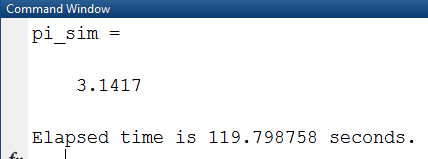 Command Window
pi_sim =
3.1417
Elapsed time is 119.798758 seconds.